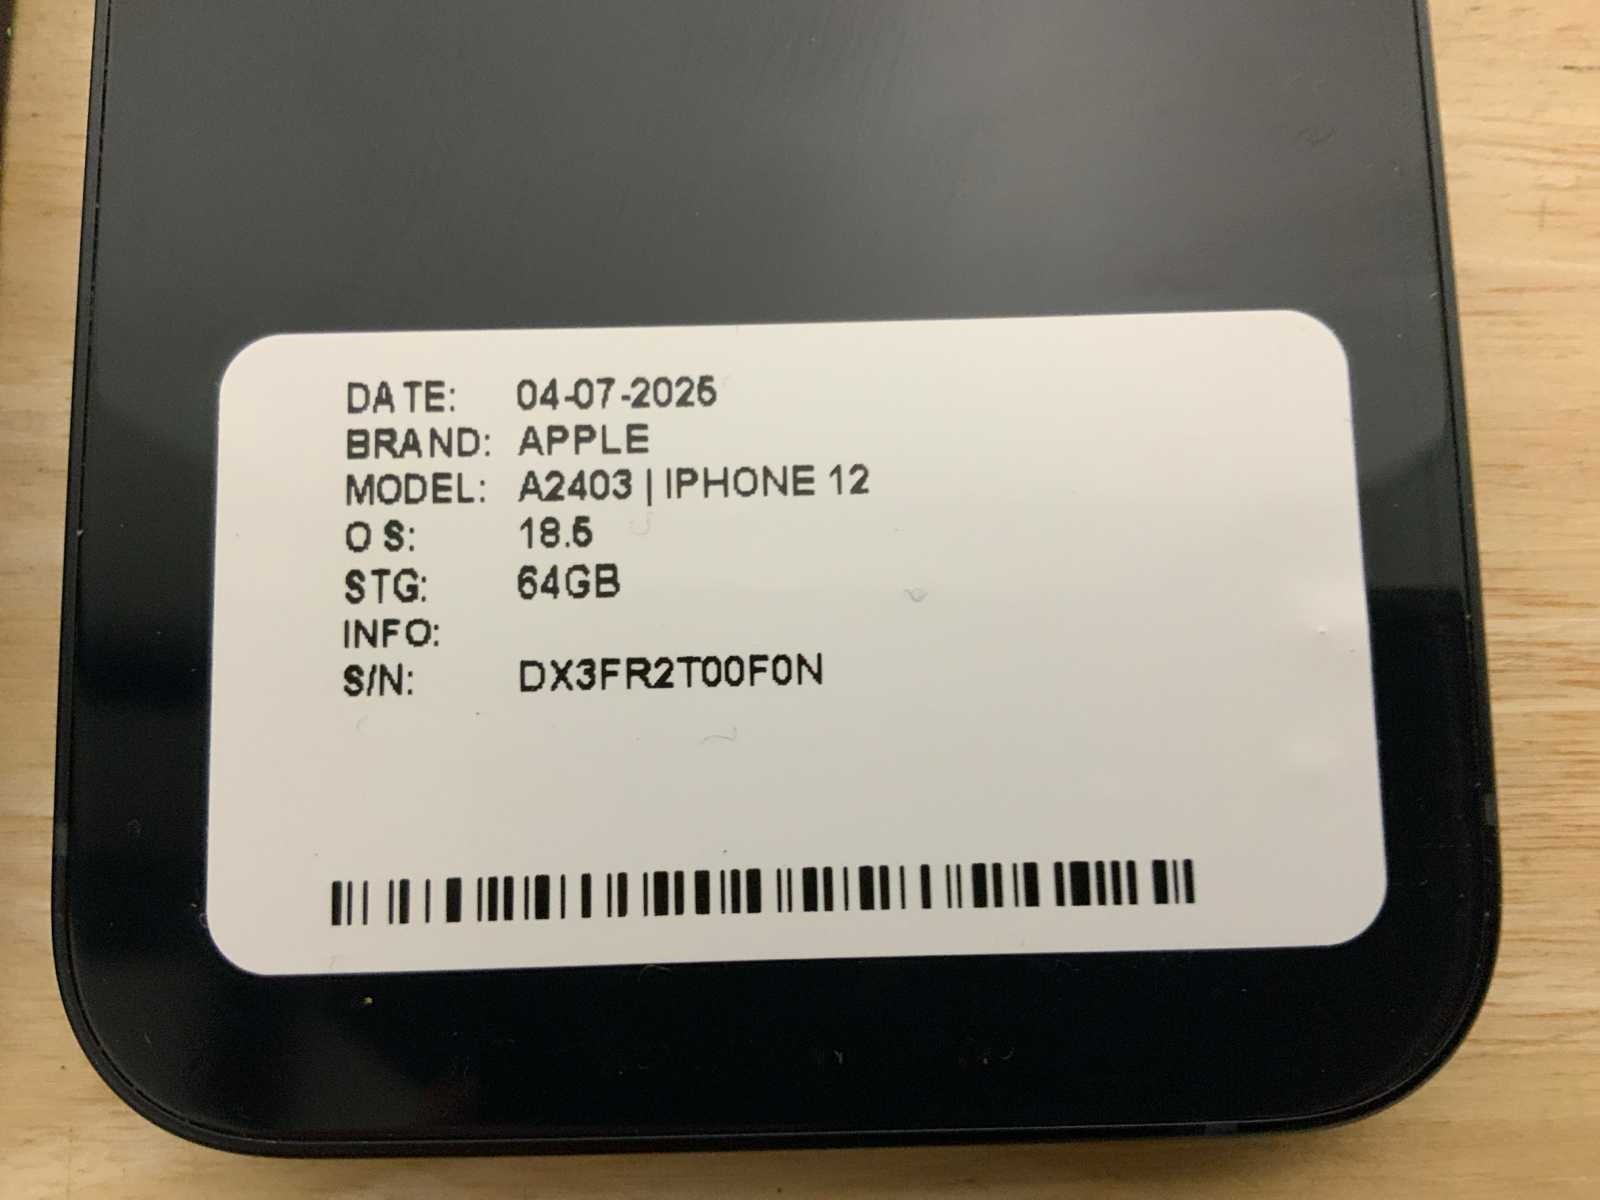 DATE: 04-07-2025
BRAND: APPLE
MODEL: A2403 | IPHONE 12
OS: 18.5
STG: 64GB
INFO:
S/N: DX3FR2T00F0N